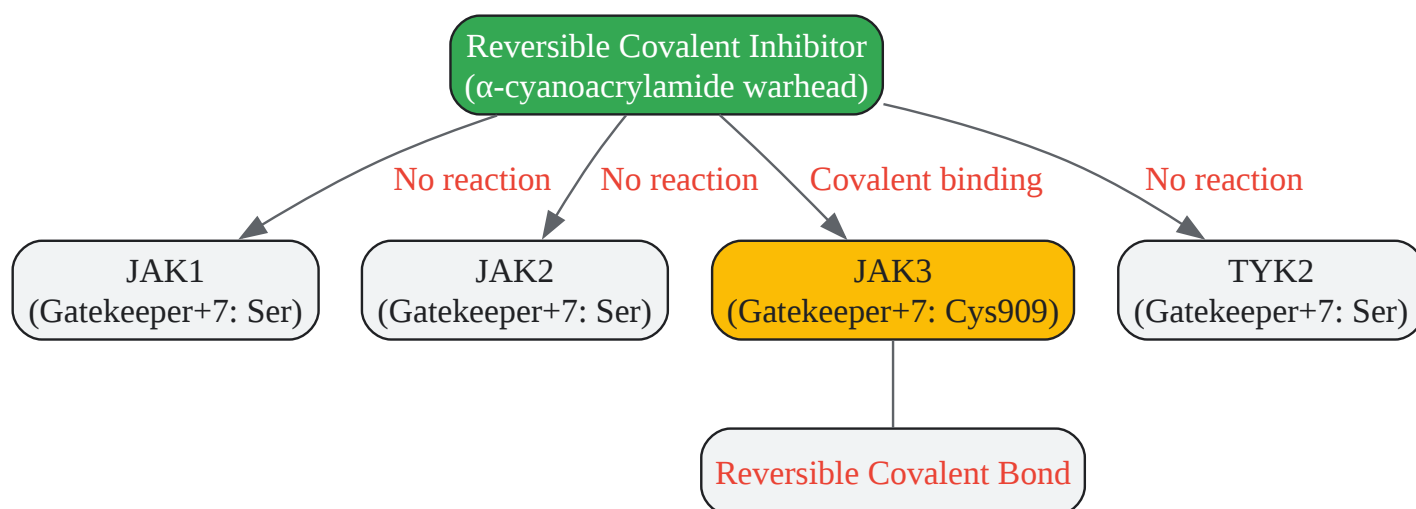 Reversible Covalent Inhibitor
(α-cyanoacrylamide warhead)
No reaction
No reaction
Covalent binding
No reaction
JAK1
(Gatekeeper+7: Ser)
JAK2
(Gatekeeper+7: Ser)
JAK3
(Gatekeeper+7: Cys909)
TYK2
(Gatekeeper+7: Ser)
Reversible Covalent Bond